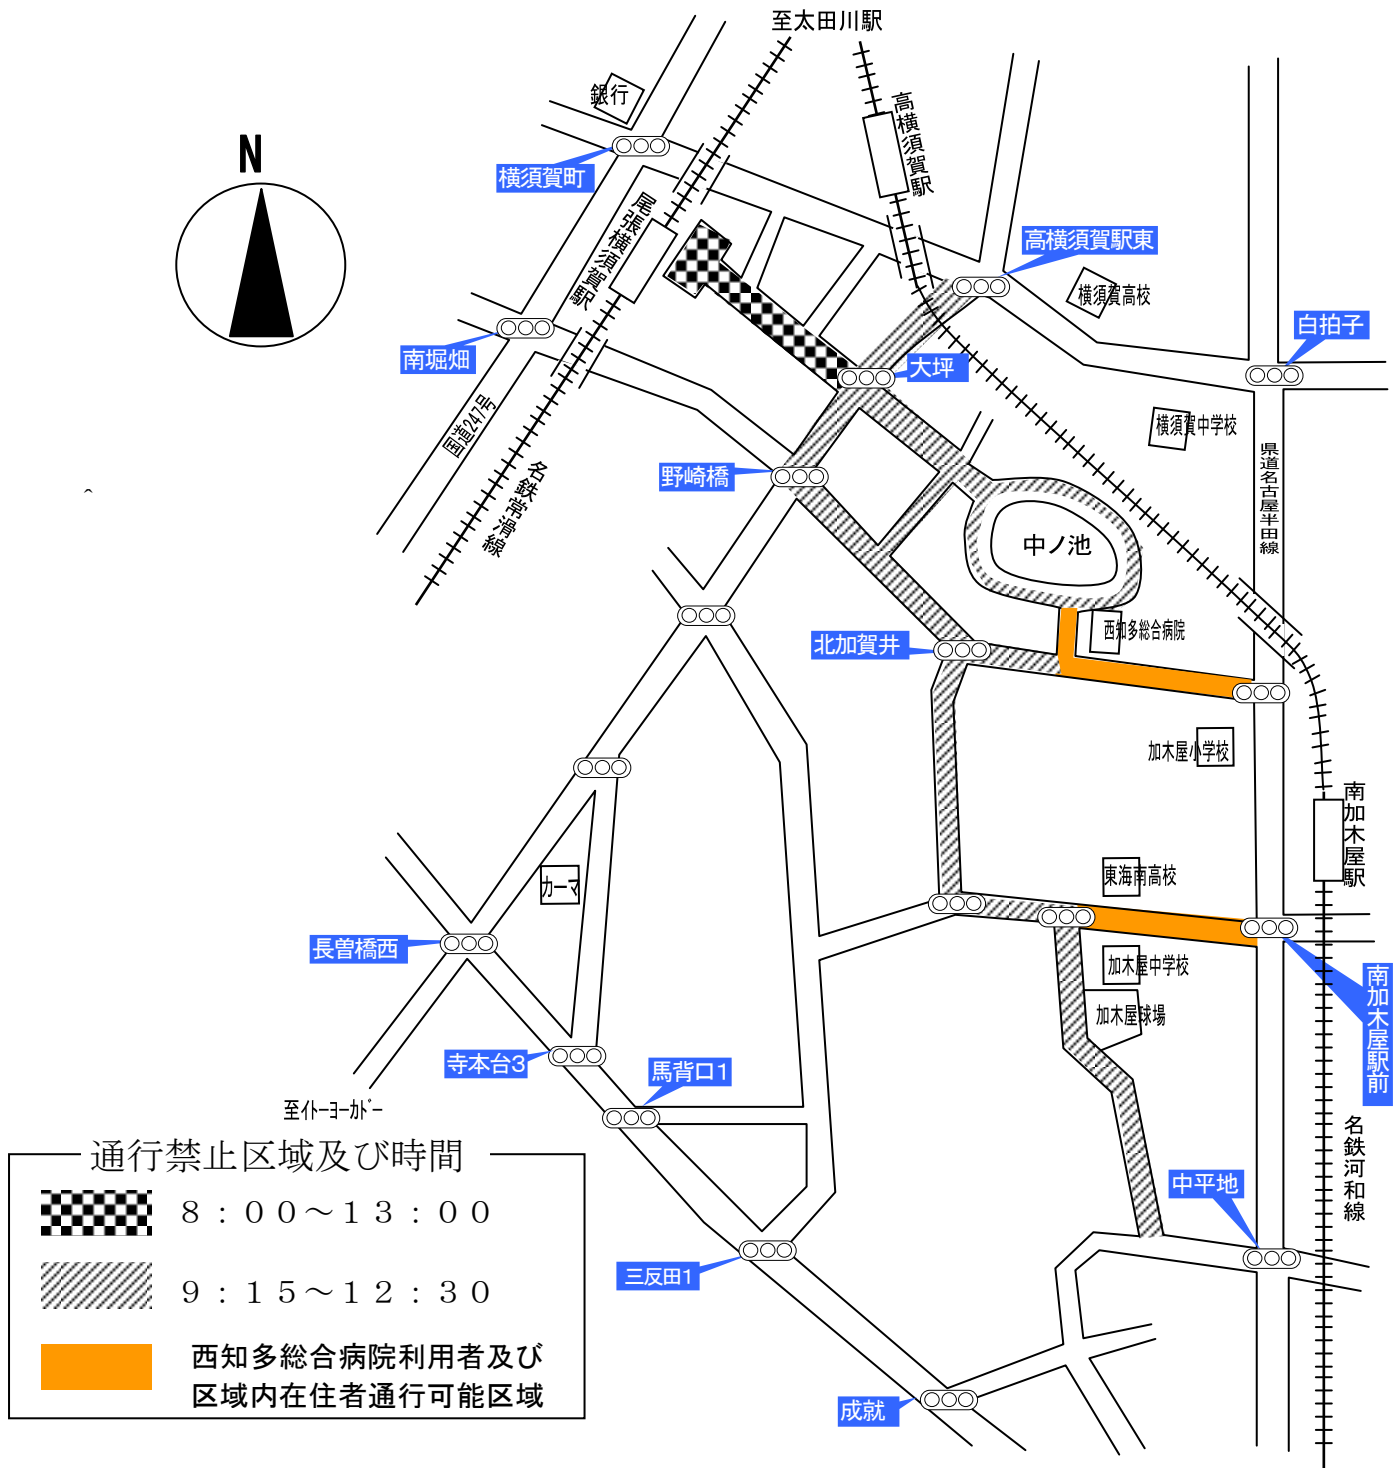 至太田川駅
銀行
高横須賀駅
N
横須賀町
尾張横須賀駅
高横須賀駅東
横須賀高校
白拍子
南堀畑
大坪
国道247号
横須賀中学校
県道名古屋半田線
野崎橋
名鉄常滑線
中ノ池
西知多総合病院
北加賀井
加木屋小学校
南加木屋駅
カーマ
東海南高校
長曽橋西
加木屋中学校
南加木屋駅前
加木屋球場
寺本台3
馬背口1
至イトーヨーカドー
名鉄河和線
中平地
三反田1
成就
通行禁止区域及び時間
８：００～１３：００
９：１５～１２：３０
西知多総合病院利用者及び
区域内在住者通行可能区域